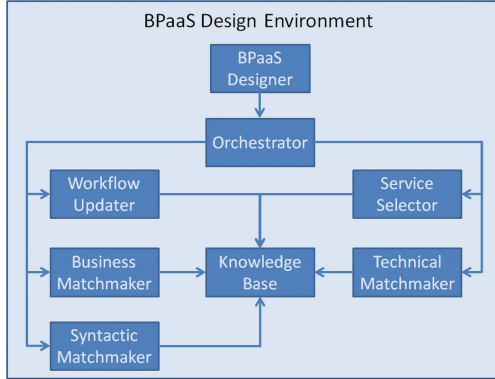 BPaaS Design Environment
BPaaS
Designer
Orchestrator
Workflow
Updater
Service
Selector
Business
Matchmaker
Knowledge
Base
Technical
Matchmaker
Syntactic
Matchmaker